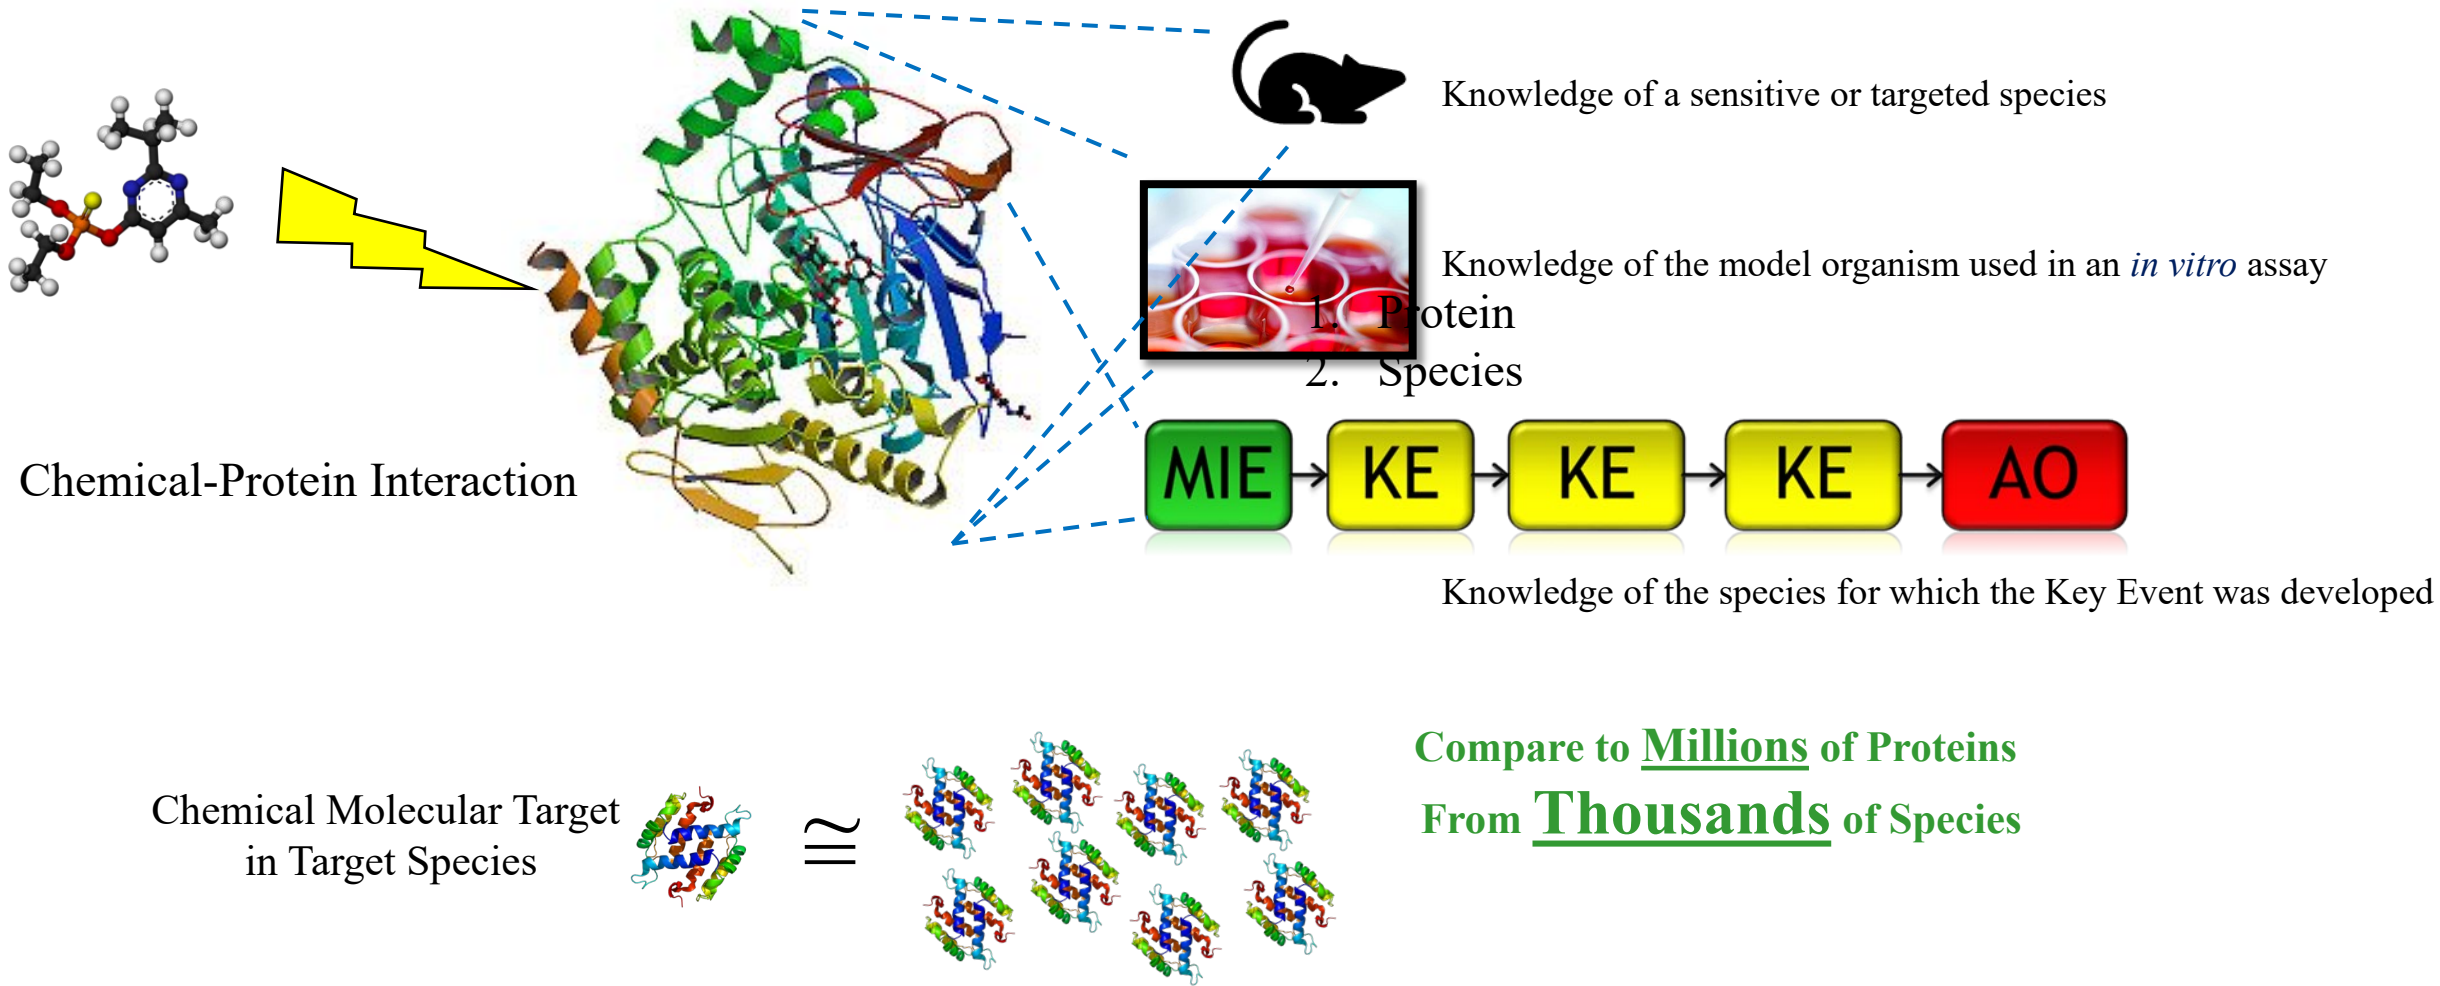 Knowledge of a sensitive or targeted species
Knowledge of the model organism used in an in vitro assay
1. Protein
2. Species
Chemical-Protein Interaction
MIE KE KE KE AO
Knowledge of the species for which the Key Event was developed
Compare to Millions of Proteins
From Thousands of Species
Chemical Molecular Target
in Target Species
≅